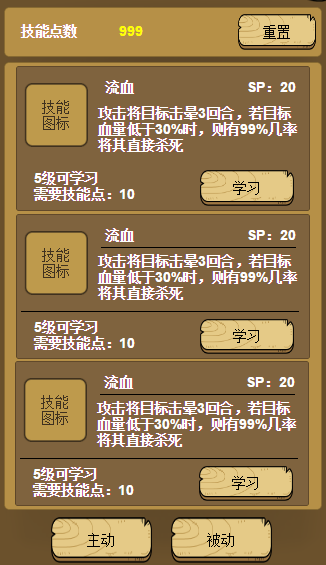 技能点数 999 重置
技能图标 流血 SP：20
攻击将目标击晕3回合，若目标
血量低于30%时，则有99%几率
将其直接杀死
5级可学习
需要技能点：10 学习
技能图标 流血 SP：20
攻击将目标击晕3回合，若目标
血量低于30%时，则有99%几率
将其直接杀死
5级可学习
需要技能点：10 学习
技能图标 流血 SP：20
攻击将目标击晕3回合，若目标
血量低于30%时，则有99%几率
将其直接杀死
5级可学习
需要技能点：10 学习
主动 被动